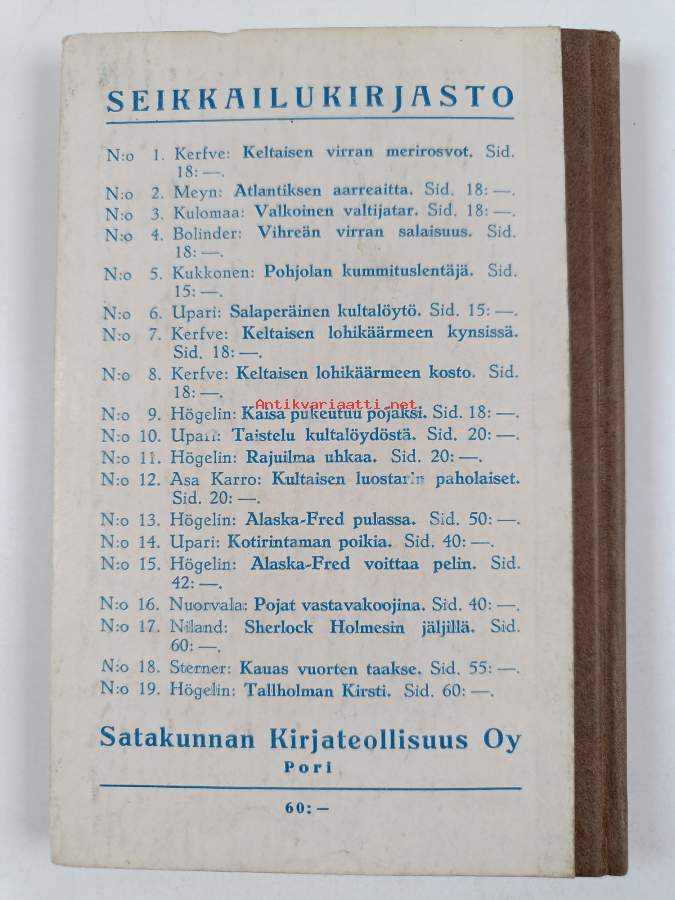 SEIKKAILUKIRJASTO
N:o 1. Kerfve: Keltaisen virran merirosvot. Sid.
18: —.
N:o 2. Meyn: Atlantiksen aarreaitta. Sid. 18: —.
N:o 3. Kulomaa: Valkoinen valtijatar. Sid. 18: —.
N:o 4. Bolinder: Vihreän virran salaisuus. Sid.
18: —.
N:o 5. Kukkonen: Pohjolan kummituslentäjä. Sid.
15: —.
N:o 6. Upari: Salaperäinen kultalöytö. Sid. 15: —.
N:o 7. Kerfve: Keltaisen lohikäärmeen kynsissä.
Sid. 18: —.
N:o 8. Kerfve: Keltaisen lohikäärmeen kosto. Sid.
18: —.
Antikvariaatti.net
N:o 9. Högelin: Kaisa pukeutuu pojaksi. Sid. 18: —.
N:o 10. Upari: Taistelu kultalöydöstä. Sid. 20: —.
N:o 11. Högelin: Rajuilma uhkaa. Sid. 20: —.
N:o 12. Asa Karro: Kultaisen luostarin paholaiset.
Sid. 20: —.
N:o 13. Högelin: Alaska-Fred pulassa. Sid. 50: —.
N:o 14. Upari: Kotirintaman poikia. Sid. 40: —.
N:o 15. Högelin: Alaska-Fred voittaa pelin. Sid.
42: —.
N:o 16. Nuorvala: Pojat vastavakoojina. Sid. 40: —.
N:o 17. Niland: Sherlock Holmesin jäljillä. Sid.
60: —.
N:o 18. Sterner: Kauas vuorten taakse. Sid. 55: —.
N:o 19. Högelin: Tallholman Kirsti. Sid. 60: —.
Satakunnan Kirjateollisuus Oy
Pori
60: —